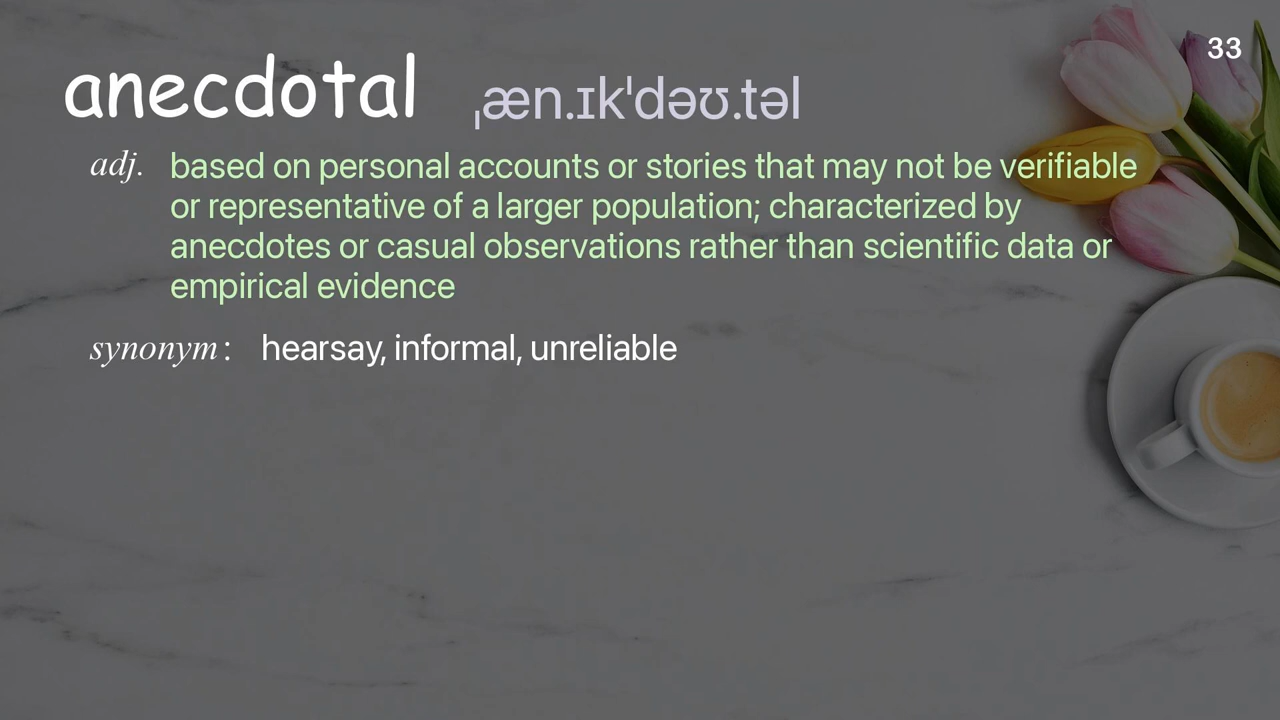 33
anecdotal ˌæn.ɪkˈdəʊ.təl
adj. based on personal accounts or stories that may not be verifiable
or representative of a larger population; characterized by
anecdotes or casual observations rather than scientific data or
empirical evidence
synonym: hearsay, informal, unreliable